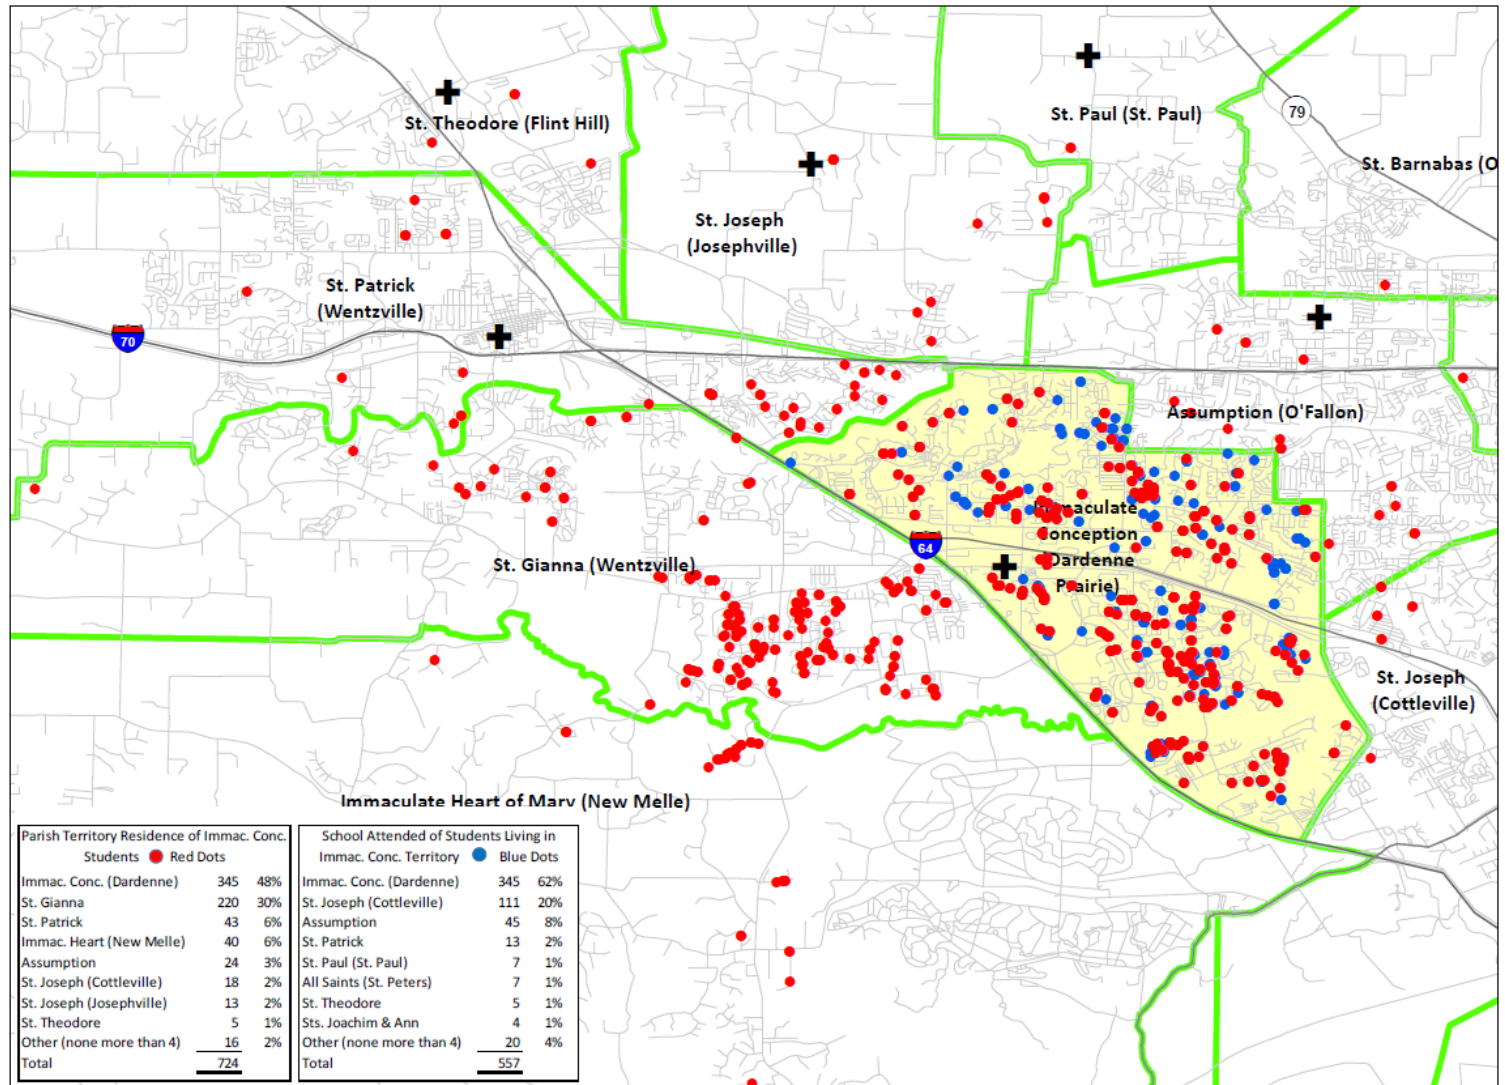 St. Theodore (Flint Hill)
St. Paul (St. Paul)
79
St. Barnabas (O
St. Joseph
(Josephville)
St. Patrick
(Wentzville)
70
Assumption (O'Fallon)
Immaculate
Conception
(Dardenne
Prairie)
64
St. Gianna (Wentzville)
St. Joseph
(Cottleville)
Immaculate Heart of Mary (New Melle)
Parish Territory Residence of Immac. Conc.
Students Red Dots
Immac. Conc. (Dardenne) 345 48%
St. Gianna 220 30%
St. Patrick 43 6%
Immac. Heart (New Melle) 40 6%
Assumption 24 3%
St. Joseph (Cottleville) 18 2%
St. Joseph (Josephville) 13 2%
St. Theodore 5 1%
Other (none more than 4) 16 2%
Total 724
School Attended of Students Living in
Immac. Conc. Territory Blue Dots
Immac. Conc. (Dardenne) 345 62%
St. Joseph (Cottleville) 111 20%
Assumption 45 8%
St. Patrick 13 2%
St. Paul (St. Paul) 7 1%
All Saints (St. Peters) 7 1%
St. Theodore 5 1%
Sts. Joachim & Ann 4 1%
Other (none more than 4) 20 4%
Total 557